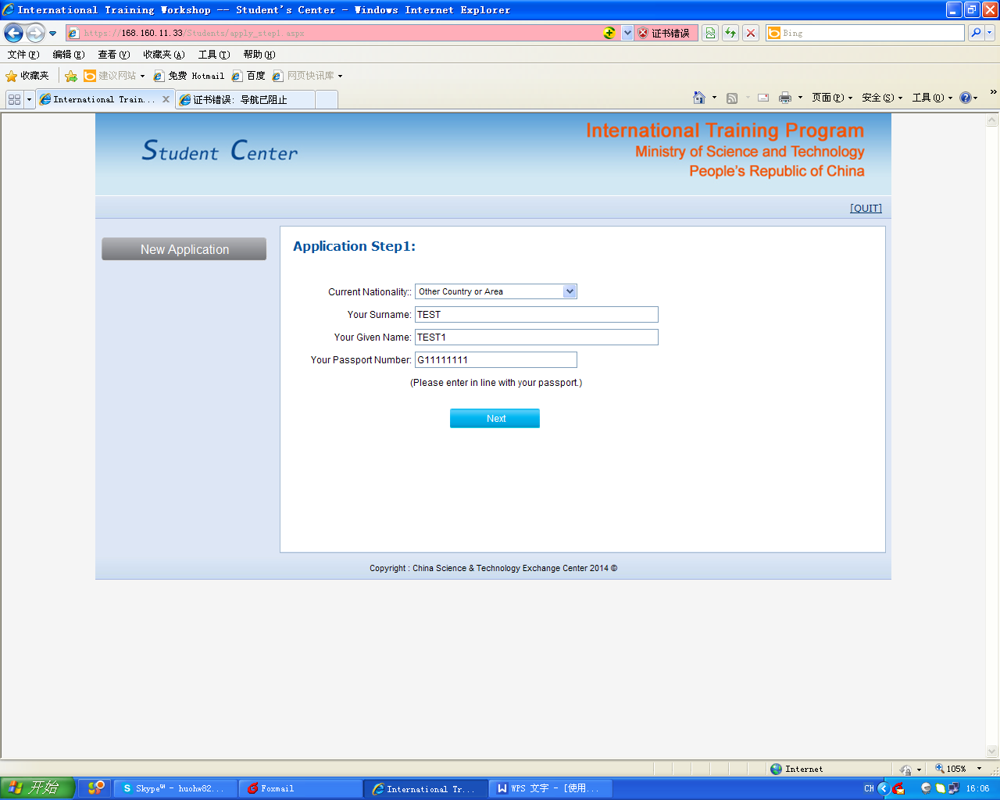 International Training Workshop -- Student's Center - Windows Internet Explorer
https://168.160.11.33/Students/apply_step1.aspx
证书错误
Bing
文件(F) 编辑(E) 查看(V) 收藏夹(A) 工具(T) 帮助(H)
收藏夹 建议网站 免费 Hotmail 百度 网页快讯库
International Train... 证书错误: 导航已阻止
页面(P) 安全(S) 工具(O)
Student Center
International Training Program
Ministry of Science and Technology
People's Republic of China
[QUIT]
New Application
Application Step1:
Current Nationality:: Other Country or Area
Your Surname: TEST
Your Given Name: TEST1
Your Passport Number: G11111111
(Please enter in line with your passport.)
Next
Copyright : China Science & Technology Exchange Center 2014 ©
Internet 105%
开始 Skype™ - huohw82... Foxmail International Tr... WPS 文字 - [使用... CH 16:06